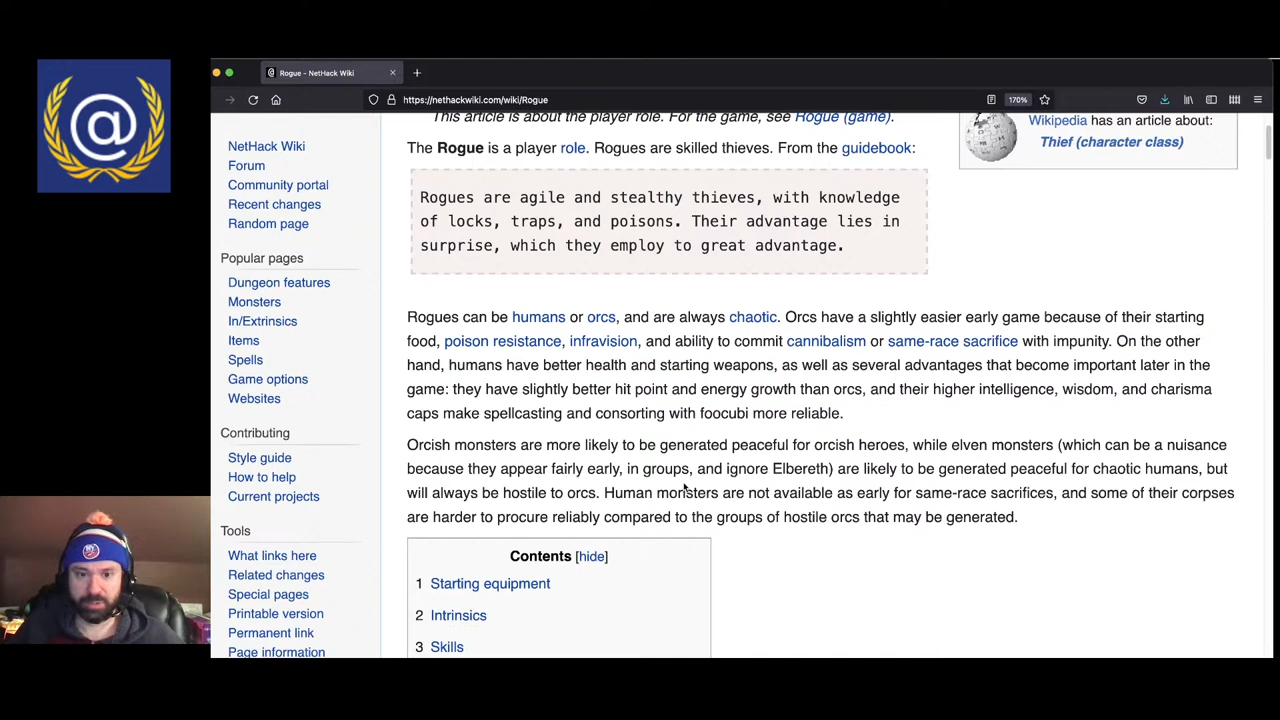 @
Rogue - NetHack Wiki
https://nethackwiki.com/wiki/Rogue
170%
NetHack Wiki
Forum
Community portal
Recent changes
Random page
Popular pages
Dungeon features
Monsters
In/Extrinsics
Items
Spells
Game options
Websites
Contributing
Style guide
How to help
Current projects
Tools
What links here
Related changes
Special pages
Printable version
Permanent link
Page information
This article is about the player role. For the game, see Rogue (game).
The Rogue is a player role. Rogues are skilled thieves. From the guidebook:
Rogues are agile and stealthy thieves, with knowledge
of locks, traps, and poisons. Their advantage lies in
surprise, which they employ to great advantage.
Wikipedia has an article about:
Thief (character class)
Rogues can be humans or orcs, and are always chaotic. Orcs have a slightly easier early game because of their starting
food, poison resistance, infravision, and ability to commit cannibalism or same-race sacrifice with impunity. On the other
hand, humans have better health and starting weapons, as well as several advantages that become important later in the
game: they have slightly better hit point and energy growth than orcs, and their higher intelligence, wisdom, and charisma
caps make spellcasting and consorting with foocubi more reliable.
Orcish monsters are more likely to be generated peaceful for orcish heroes, while elven monsters (which can be a nuisance
because they appear fairly early, in groups, and ignore Elbereth) are likely to be generated peaceful for chaotic humans, but
will always be hostile to orcs. Human monsters are not available as early for same-race sacrifices, and some of their corpses
are harder to procure reliably compared to the groups of hostile orcs that may be generated.
Contents [hide]
1 Starting equipment
2 Intrinsics
3 Skills